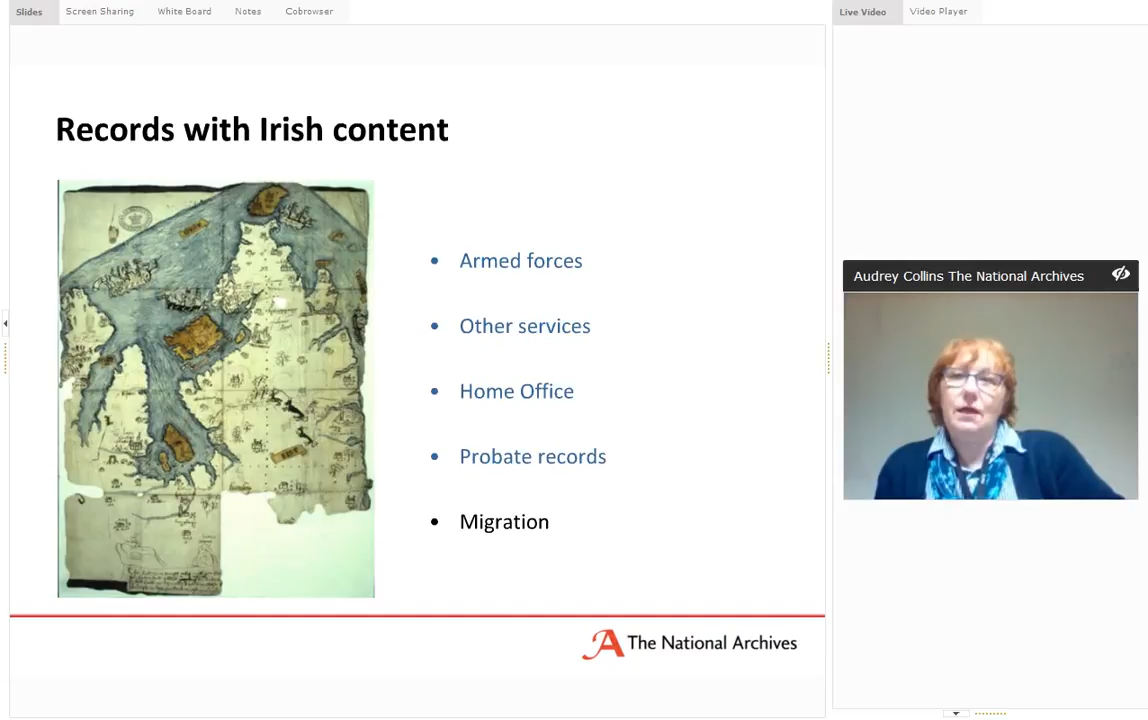 Slides
Screen Sharing
White Board
Notes
Cobrowser
Live Video
Video Player
Records with Irish content
• Armed forces
• Other services
• Home Office
• Probate records
• Migration
The National Archives
Audrey Collins The National Archives